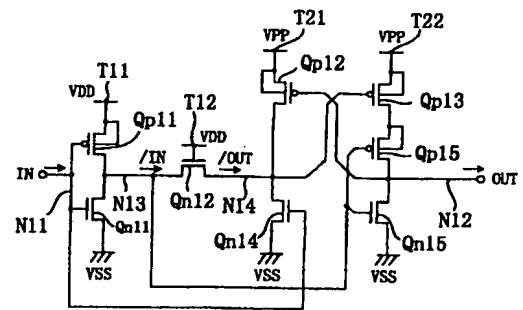 T21
T22
VPP
VPP
T11
Qp12
VDD
T12
Qp13
Qp11
VDD
Qp15
IN
/IN
/OUT
OUT
N13
Qn12
N14
N12
N11
Qn11
Qn14
Qn15
VSS
VSS
VSS